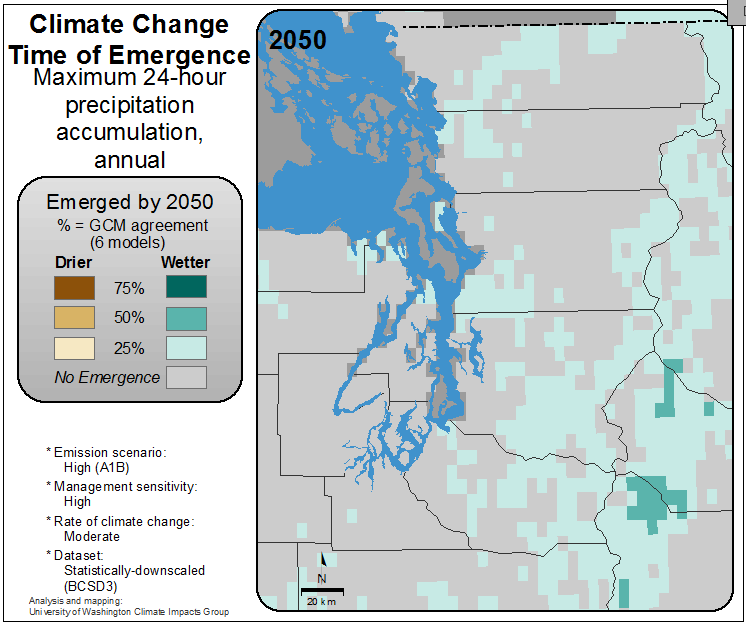 Climate Change
Time of Emergence
Maximum 24-hour
precipitation
accumulation,
annual
Emerged by 2050
% = GCM agreement
(6 models)
Drier Wetter
75%
50%
25%
No Emergence
* Emission scenario:
High (A1B)
* Management sensitivity:
High
* Rate of climate change:
Moderate
* Dataset:
Statistically-downscaled
(BCSD3)
Analysis and mapping:
University of Washington Climate Impacts Group
2050
N
20 km